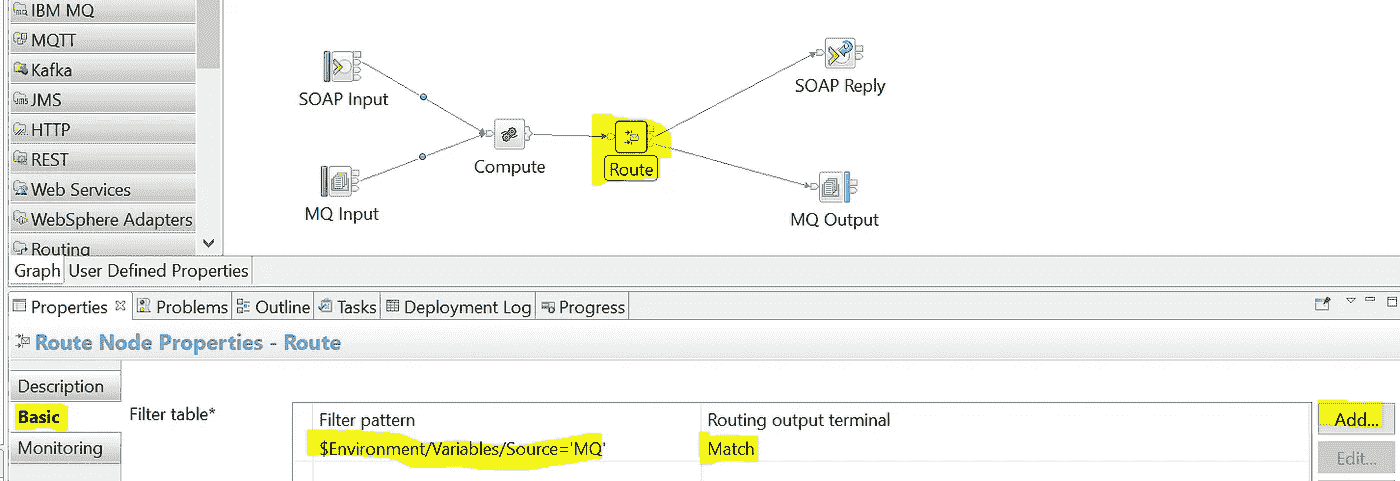 IBM MQ
MQTT
Kafka
JMS
HTTP
REST
Web Services
WebSphere Adapters
Routing
SOAP Input
SOAP Reply
Compute
Route
MQ Input
MQ Output
Graph User Defined Properties
Properties Problems Outline Tasks Deployment Log Progress
Route Node Properties - Route
Description
Basic
Monitoring
Filter table*
Filter pattern Routing output terminal
$Environment/Variables/Source='MQ' Match
Add...
Edit...